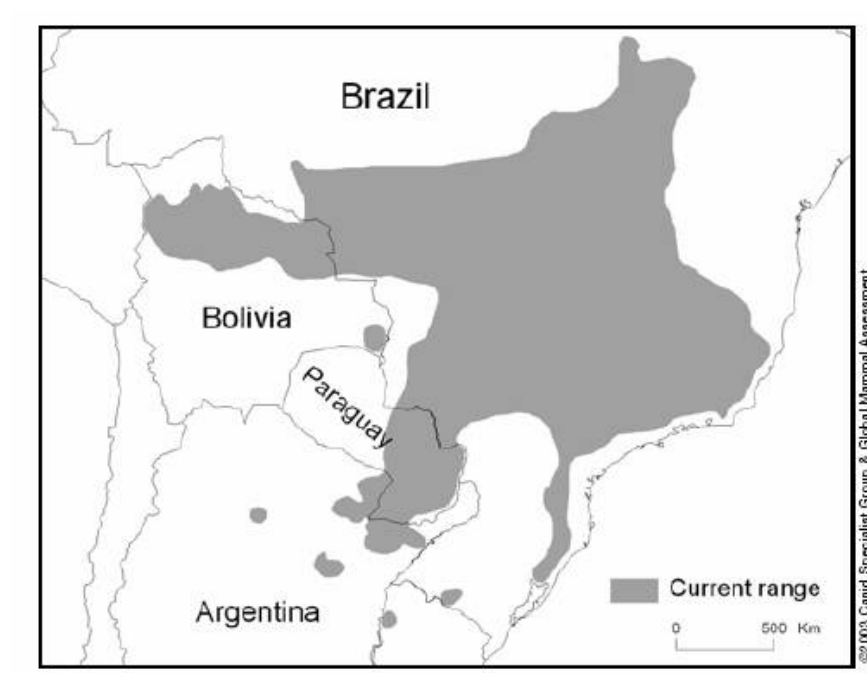 Brazil
Bolivia
Paraguay
Argentina
Current range
0 500 Km
©2003 Canid Specialist Group & Global Mammal Assessment